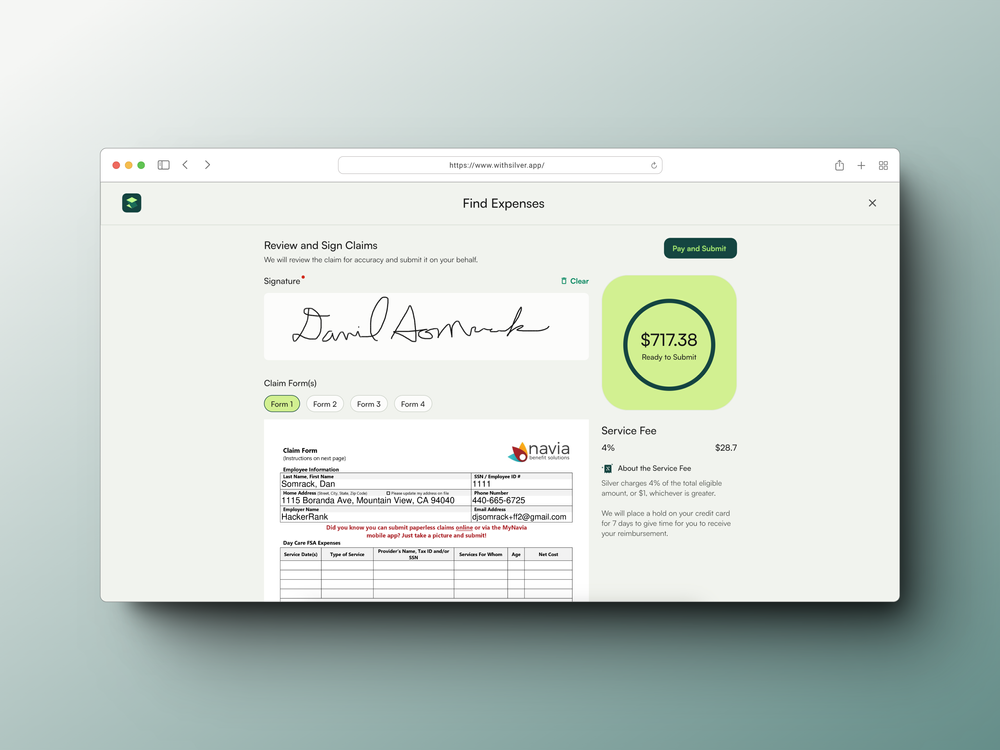 https://www.withsilver.app/
Find Expenses
Review and Sign Claims
Pay and Submit
We will review the claim for accuracy and submit it on your behalf.
Signature*
Clear
$717.38
Ready to Submit
Claim Form(s)
Form 1 Form 2 Form 3 Form 4
Service Fee
4% $28.7
About the Service Fee
Silver charges 4% of the total eligible
amount, or $1, whichever is greater.
We will place a hold on your credit card
for 7 days to give time for you to receive
your reimbursement.
Claim Form
(Instructions on next page)
navia
benefit solutions
Employee Information
Last Name, First Name SSN / Employee ID #
Somrack, Dan 1111
Home Address (Street, City, State, Zip Code) Please update my address on file Phone Number
1115 Boranda Ave, Mountain View, CA 94040 440-665-6725
Employer Name Email Address
HackerRank djsomrack+ff2@gmail.com
Did you know you can submit paperless claims online or via the MyNavia
mobile app? Just take a picture and submit!
Day Care FSA Expenses
Service Date(s) Type of Service Provider's Name, Tax ID and/or SSN Services For Whom Age Net Cost